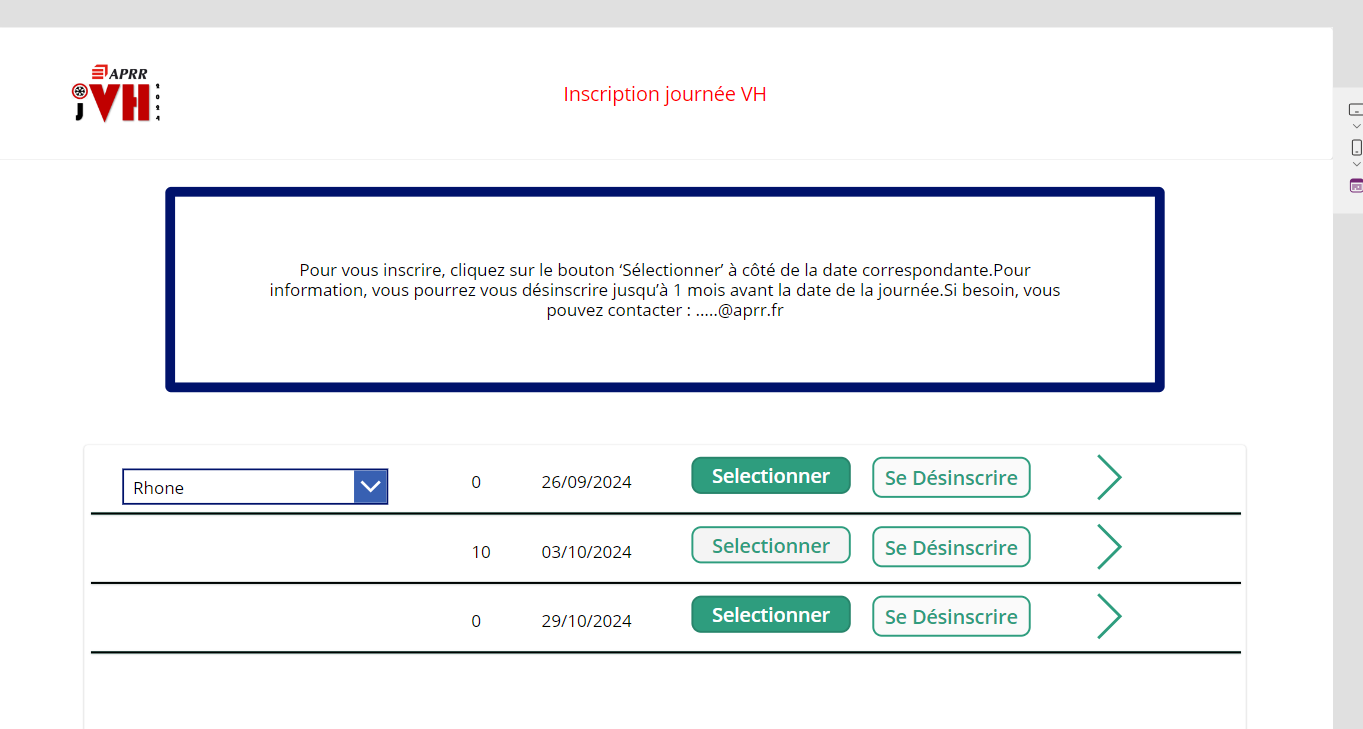 APRR
JVH
Inscription journée VH
Pour vous inscrire, cliquez sur le bouton ‘Sélectionner’ à côté de la date correspondante.Pour
information, vous pourrez vous désinscrire jusqu’à 1 mois avant la date de la journée.Si besoin, vous
pouvez contacter : .....@aprr.fr
Rhone 0 26/09/2024 Selectionner Se Désinscrire
10 03/10/2024 Selectionner Se Désinscrire
0 29/10/2024 Selectionner Se Désinscrire